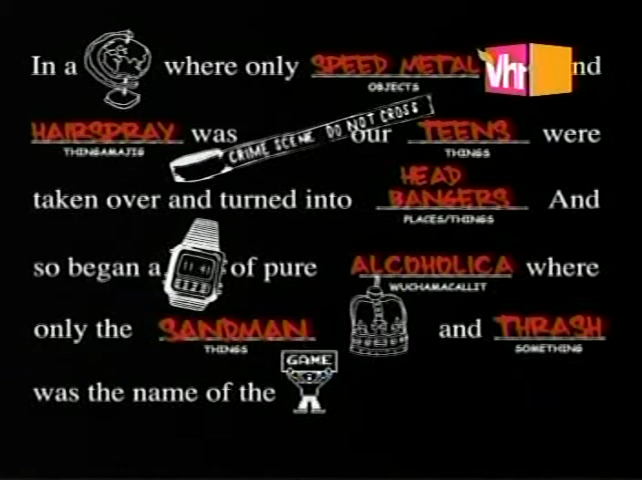 In a where only SPEED METAL Vh1 nd
OBJECTS
HAIRSPRAY was CRIME SCENE DO NOT CROSS our TEENS were
THINGAMAJIG THINGS
HEAD
taken over and turned into BANGERS And
PLACES/THINGS
so began a of pure ALCOHOLICA where
WUCHAMACALLIT
only the SANDMAN and THRASH
THINGS SOMETHING
GAME
was the name of the